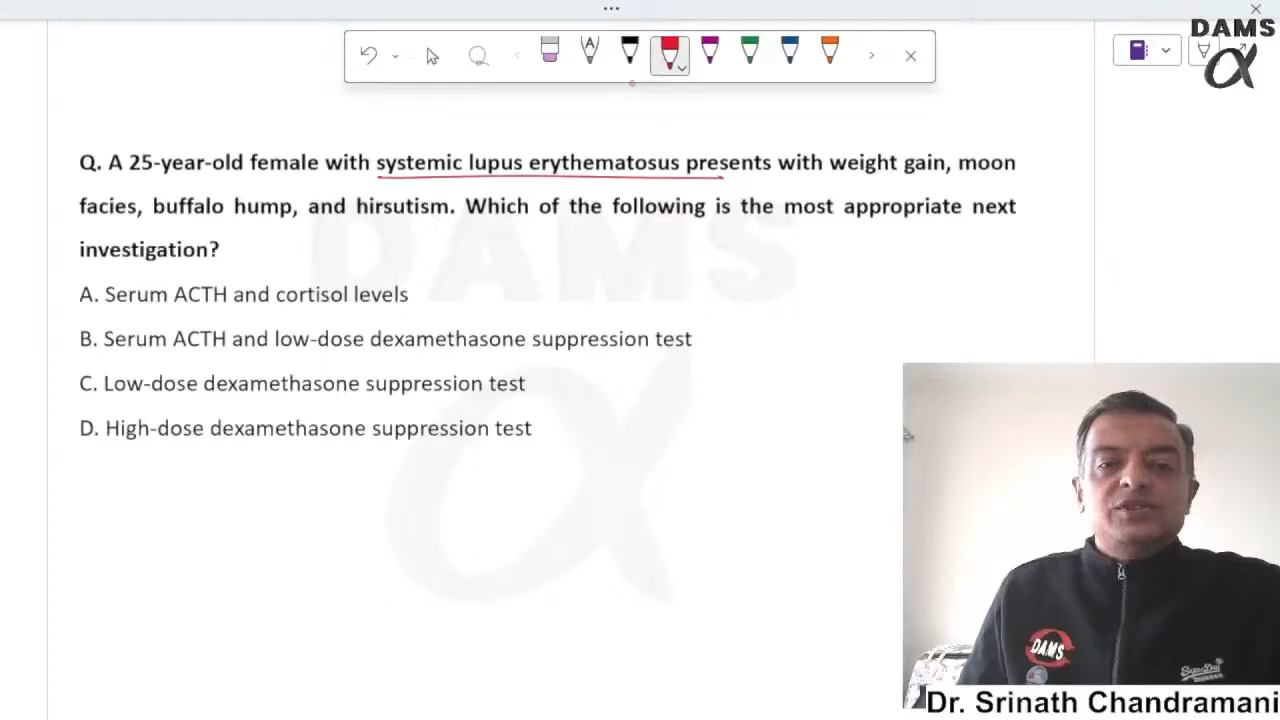 DAMS
Q. A 25-year-old female with systemic lupus erythematosus presents with weight gain, moon
facies, buffalo hump, and hirsutism. Which of the following is the most appropriate next
investigation?
DAMS
A. Serum ACTH and cortisol levels
B. Serum ACTH and low-dose dexamethasone suppression test
C. Low-dose dexamethasone suppression test
D. High-dose dexamethasone suppression test
DAMS
SuperDry
Dr. Srinath Chandramani